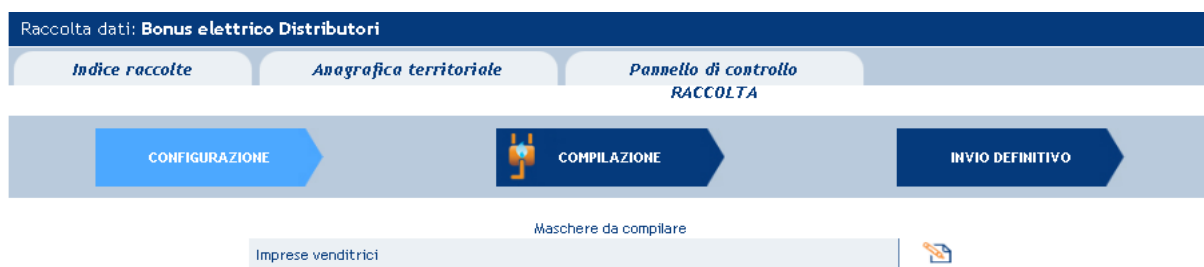 Raccolta dati: Bonus elettrico Distributori
Indice raccolte Anagrafica territoriale Pannello di controllo
RACCOLTA
CONFIGURAZIONE COMPILAZIONE INVIO DEFINITIVO
Maschere da compilare
Imprese venditrici